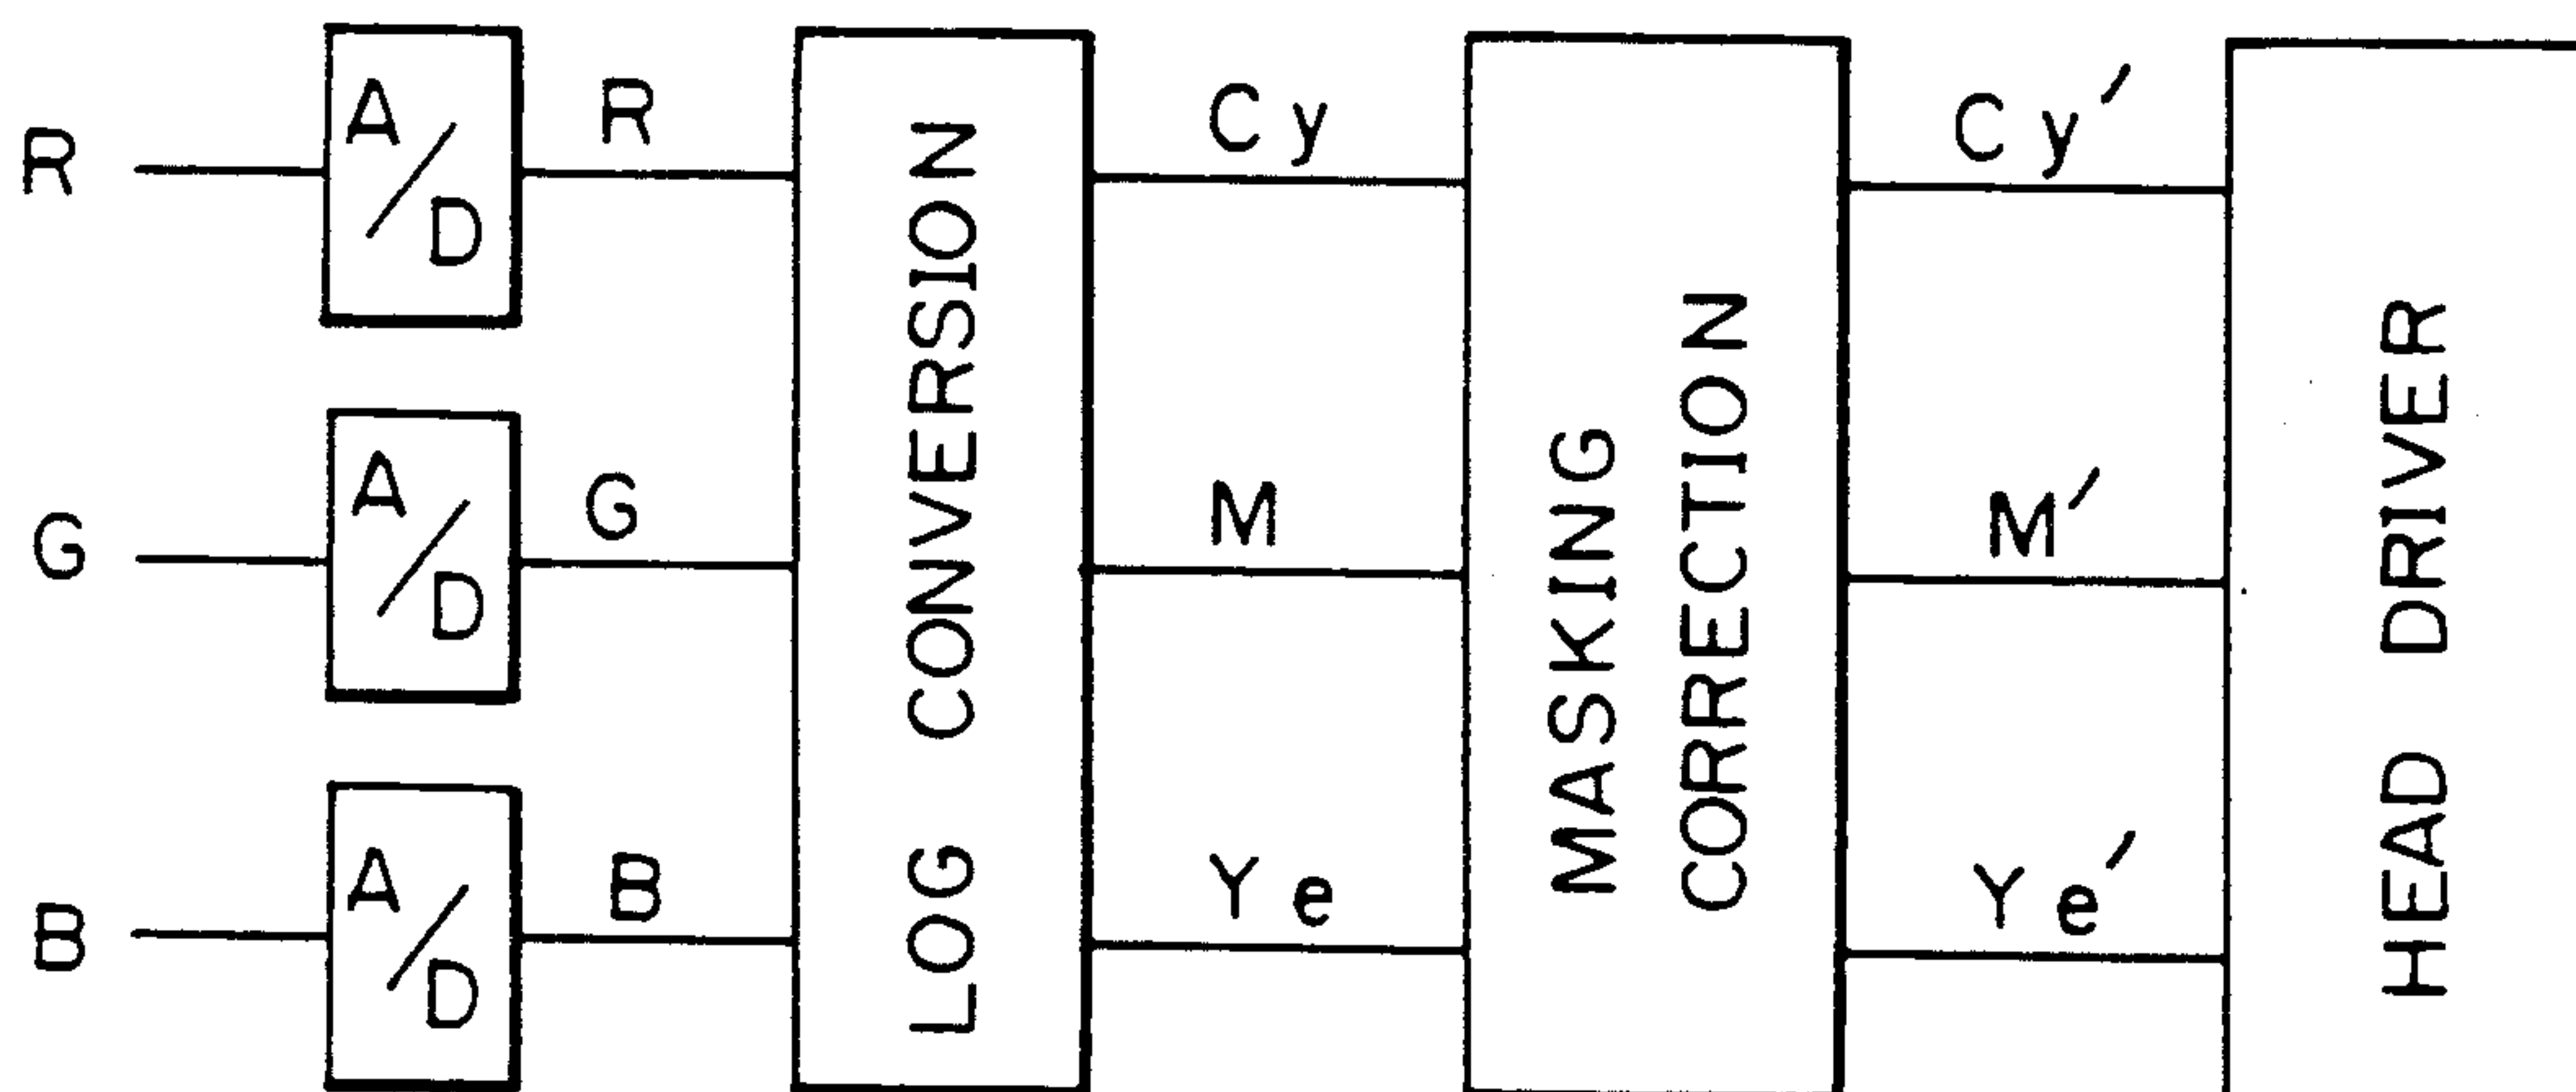 R
A/D
R
G
A/D
G
B
A/D
B
LOG CONVERSION
Cy
M
Ye
MASKING
CORRECTION
Cy′
M′
Ye′
HEAD DRIVER